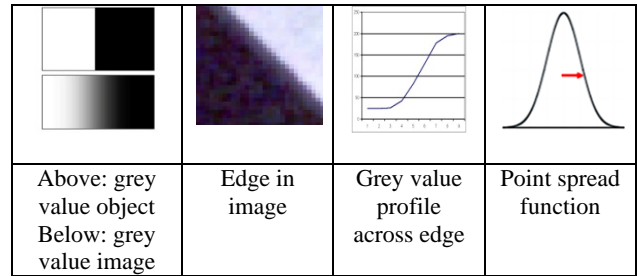 Above: grey
value object
Below: grey
value image
Edge in
image
Grey value
profile
across edge
Point spread
function